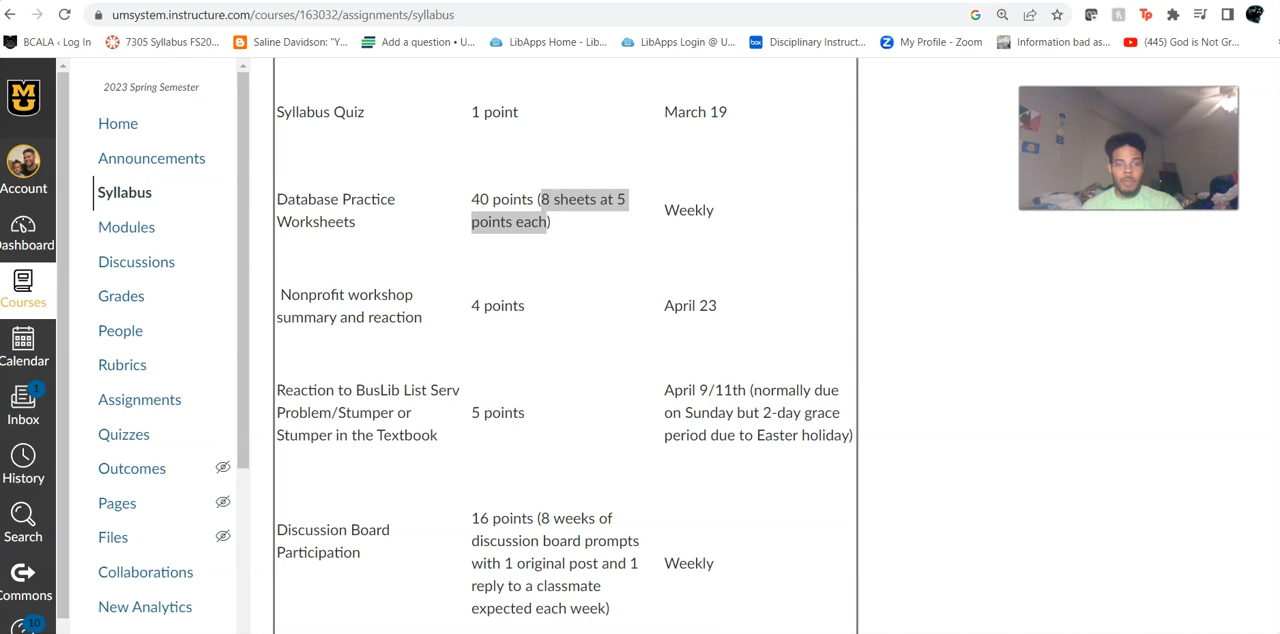 umsystem.instructure.com/courses/163032/assignments/syllabus
BCALA ‹ Log In
7305 Syllabus FS20...
Saline Davidson: "Y...
Add a question • U...
LibApps Home - Lib...
LibApps Login @ U...
box
Disciplinary Instruct...
My Profile - Zoom
Information bad as...
(445) God is Not Gr...
2023 Spring Semester
Home
Announcements
Syllabus
Modules
Discussions
Grades
People
Rubrics
Assignments
Quizzes
Outcomes
Pages
Files
Collaborations
New Analytics
Account
Dashboard
Courses
Calendar
1
Inbox
History
Search
Commons
10
Syllabus Quiz
1 point
March 19
Database Practice
Worksheets
40 points (8 sheets at 5
points each)
Weekly
Nonprofit workshop
summary and reaction
4 points
April 23
Reaction to BusLib List Serv
Problem/Stumper or
Stumper in the Textbook
5 points
April 9/11th (normally due
on Sunday but 2-day grace
period due to Easter holiday)
Discussion Board
Participation
16 points (8 weeks of
discussion board prompts
with 1 original post and 1
reply to a classmate
expected each week)
Weekly